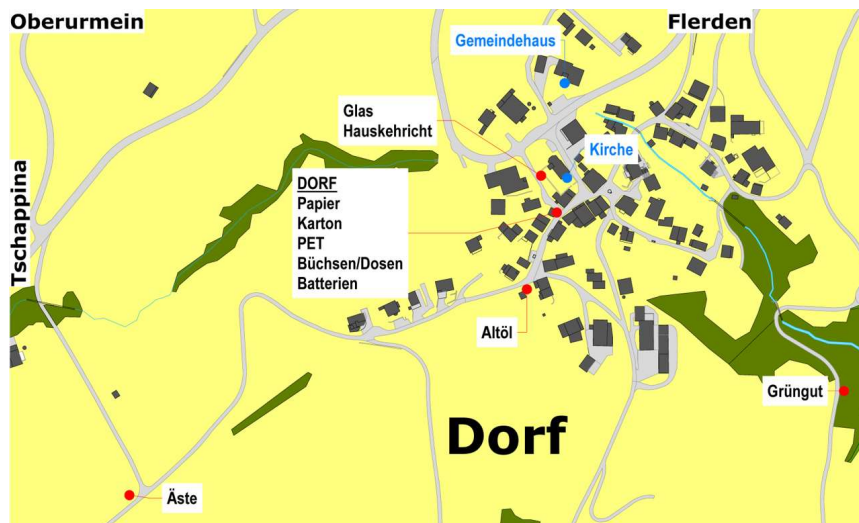 Oberurmein
Flerden
Gemeindehaus
Glas
Hauskehricht
Kirche
Tschappina
DORF
Papier
Karton
PET
Büchsen/Dosen
Batterien
Altöl
Grüngut
Dorf
Äste